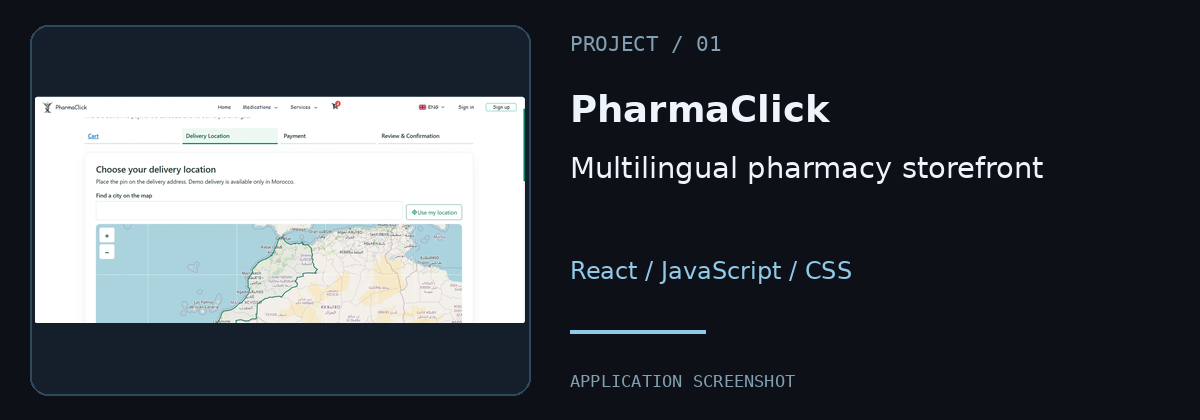 PharmaClick
Home Medications Services
ENG Sign in Sign up
Cart Delivery Location Payment Review & Confirmation
Choose your delivery location
Place the pin on the delivery address. Demo delivery is available only in Morocco.
Find a city on the map
Use my location
+
−
PROJECT / 01
PharmaClick
Multilingual pharmacy storefront
React / JavaScript / CSS
APPLICATION SCREENSHOT